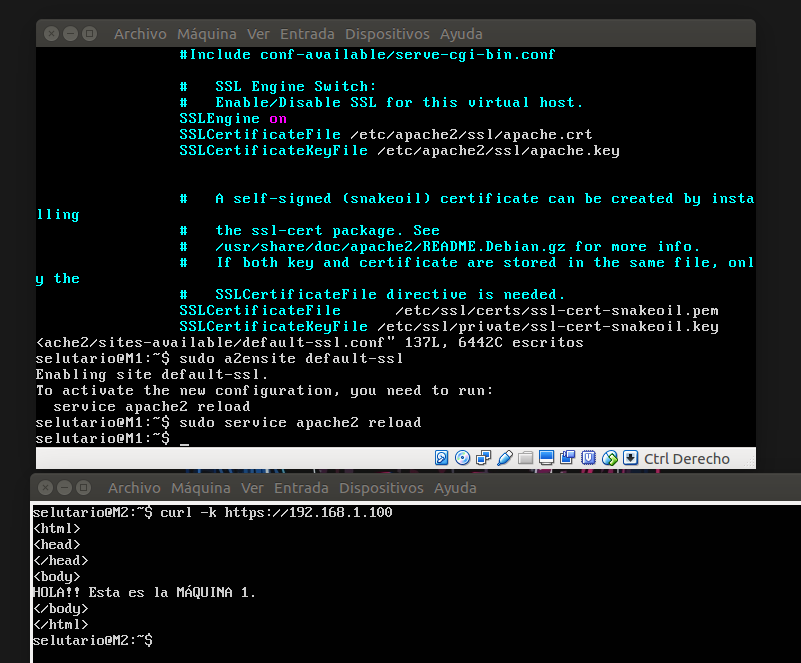 Archivo Máquina Ver Entrada Dispositivos Ayuda
#Include conf-available/serve-cgi-bin.conf
#   SSL Engine Switch:
#   Enable/Disable SSL for this virtual host.
SSLEngine on
SSLCertificateFile /etc/apache2/ssl/apache.crt
SSLCertificateKeyFile /etc/apache2/ssl/apache.key
#   A self-signed (snakeoil) certificate can be created by insta
lling
#   the ssl-cert package. See
#   /usr/share/doc/apache2/README.Debian.gz for more info.
#   If both key and certificate are stored in the same file, onl
y the
#   SSLCertificateFile directive is needed.
SSLCertificateFile      /etc/ssl/certs/ssl-cert-snakeoil.pem
SSLCertificateKeyFile /etc/ssl/private/ssl-cert-snakeoil.key
<ache2/sites-available/default-ssl.conf" 137L, 6442C escritos
selutario@M1:~$ sudo a2ensite default-ssl
Enabling site default-ssl.
To activate the new configuration, you need to run:
  service apache2 reload
selutario@M1:~$ sudo service apache2 reload
selutario@M1:~$ _
Ctrl Derecho
Archivo Máquina Ver Entrada Dispositivos Ayuda
selutario@M2:~$ curl -k https://192.168.1.100
<html>
<head>
</head>
<body>
HOLA!! Esta es la MÁQUINA 1.
</body>
</html>
selutario@M2:~$